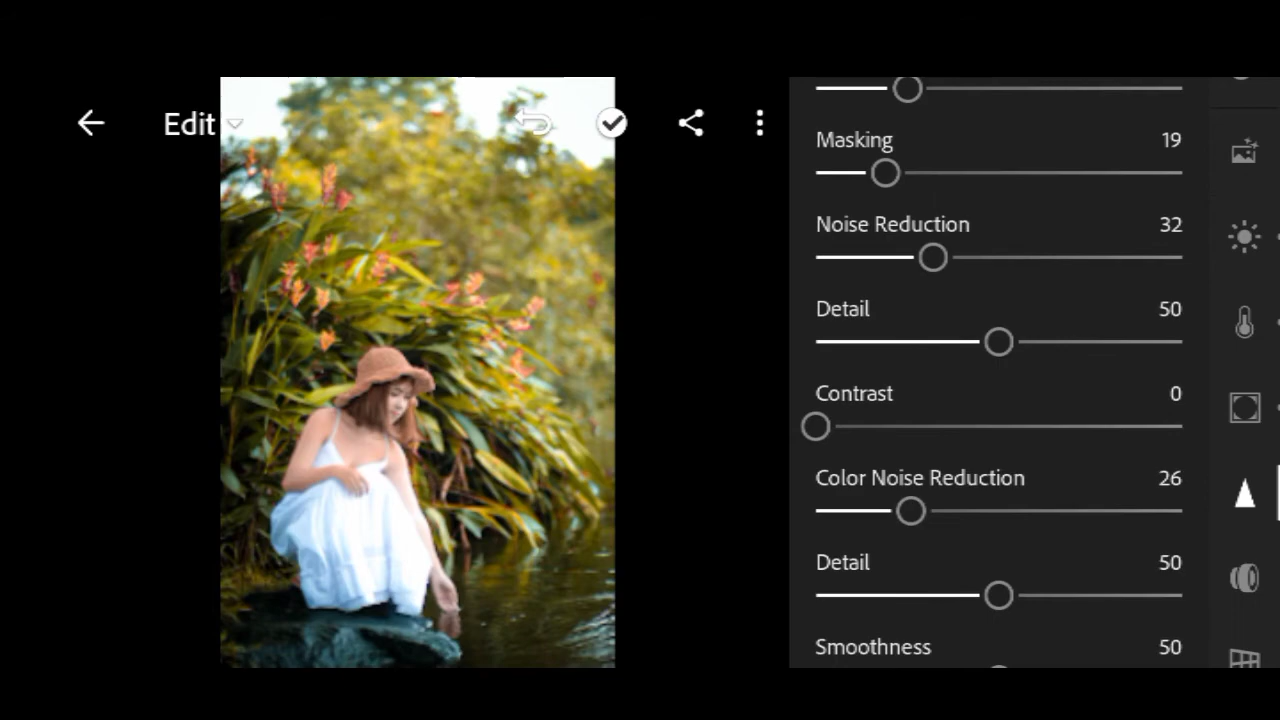 Edit
Masking 19
Noise Reduction 32
Detail 50
Contrast 0
Color Noise Reduction 26
Detail 50
Smoothness 50